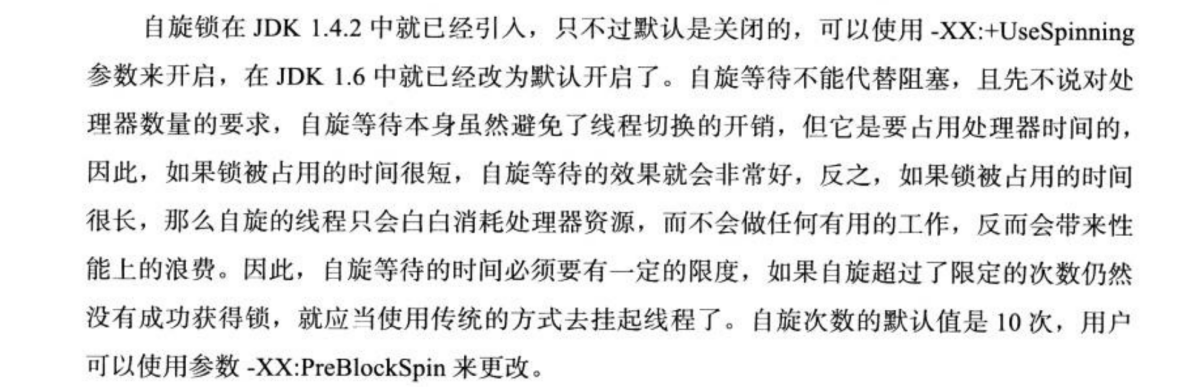 自旋锁在 JDK 1.4.2 中就已经引入，只不过默认是关闭的，可以使用 -XX:+UseSpinning
参数来开启，在 JDK 1.6 中就已经改为默认开启了。自旋等待不能代替阻塞，且先不说对处
理器数量的要求，自旋等待本身虽然避免了线程切换的开销，但它是要占用处理器时间的，
因此，如果锁被占用的时间很短，自旋等待的效果就会非常好，反之，如果锁被占用的时间
很长，那么自旋的线程只会白白消耗处理器资源，而不会做任何有用的工作，反而会带来性
能上的浪费。因此，自旋等待的时间必须要有一定的限度，如果自旋超过了限定的次数仍然
没有成功获得锁，就应当使用传统的方式去挂起线程了。自旋次数的默认值是 10 次，用户
可以使用参数 -XX:PreBlockSpin 来更改。